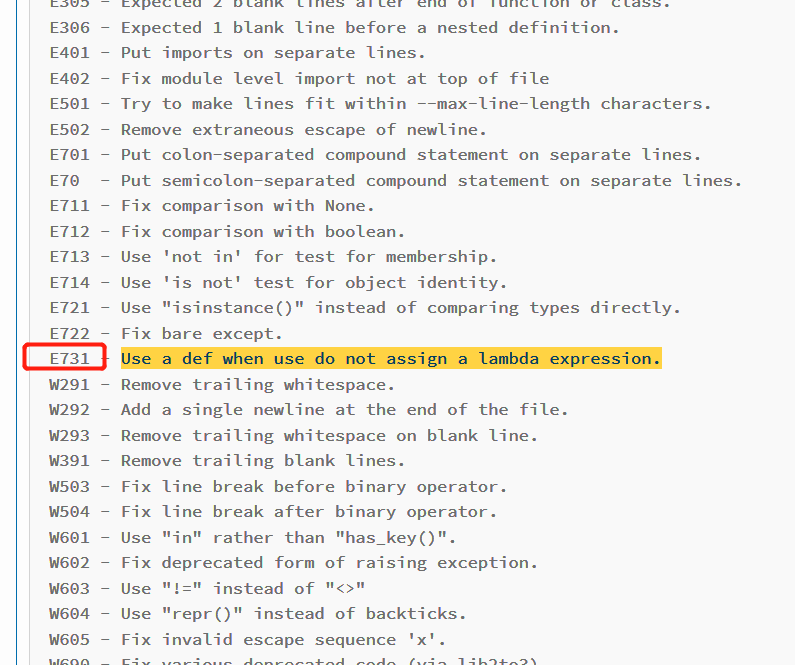 E305 - Expected 2 blank lines after end of function or class.
E306 - Expected 1 blank line before a nested definition.
E401 - Put imports on separate lines.
E402 - Fix module level import not at top of file
E501 - Try to make lines fit within --max-line-length characters.
E502 - Remove extraneous escape of newline.
E701 - Put colon-separated compound statement on separate lines.
E70  - Put semicolon-separated compound statement on separate lines.
E711 - Fix comparison with None.
E712 - Fix comparison with boolean.
E713 - Use 'not in' for test for membership.
E714 - Use 'is not' test for object identity.
E721 - Use "isinstance()" instead of comparing types directly.
E722 - Fix bare except.
E731 - Use a def when use do not assign a lambda expression.
W291 - Remove trailing whitespace.
W292 - Add a single newline at the end of the file.
W293 - Remove trailing whitespace on blank line.
W391 - Remove trailing blank lines.
W503 - Fix line break before binary operator.
W504 - Fix line break after binary operator.
W601 - Use "in" rather than "has_key()".
W602 - Fix deprecated form of raising exception.
W603 - Use "!=" instead of "<>"
W604 - Use "repr()" instead of backticks.
W605 - Fix invalid escape sequence 'x'.
W690 - Fix various deprecated code (via lib2to3).